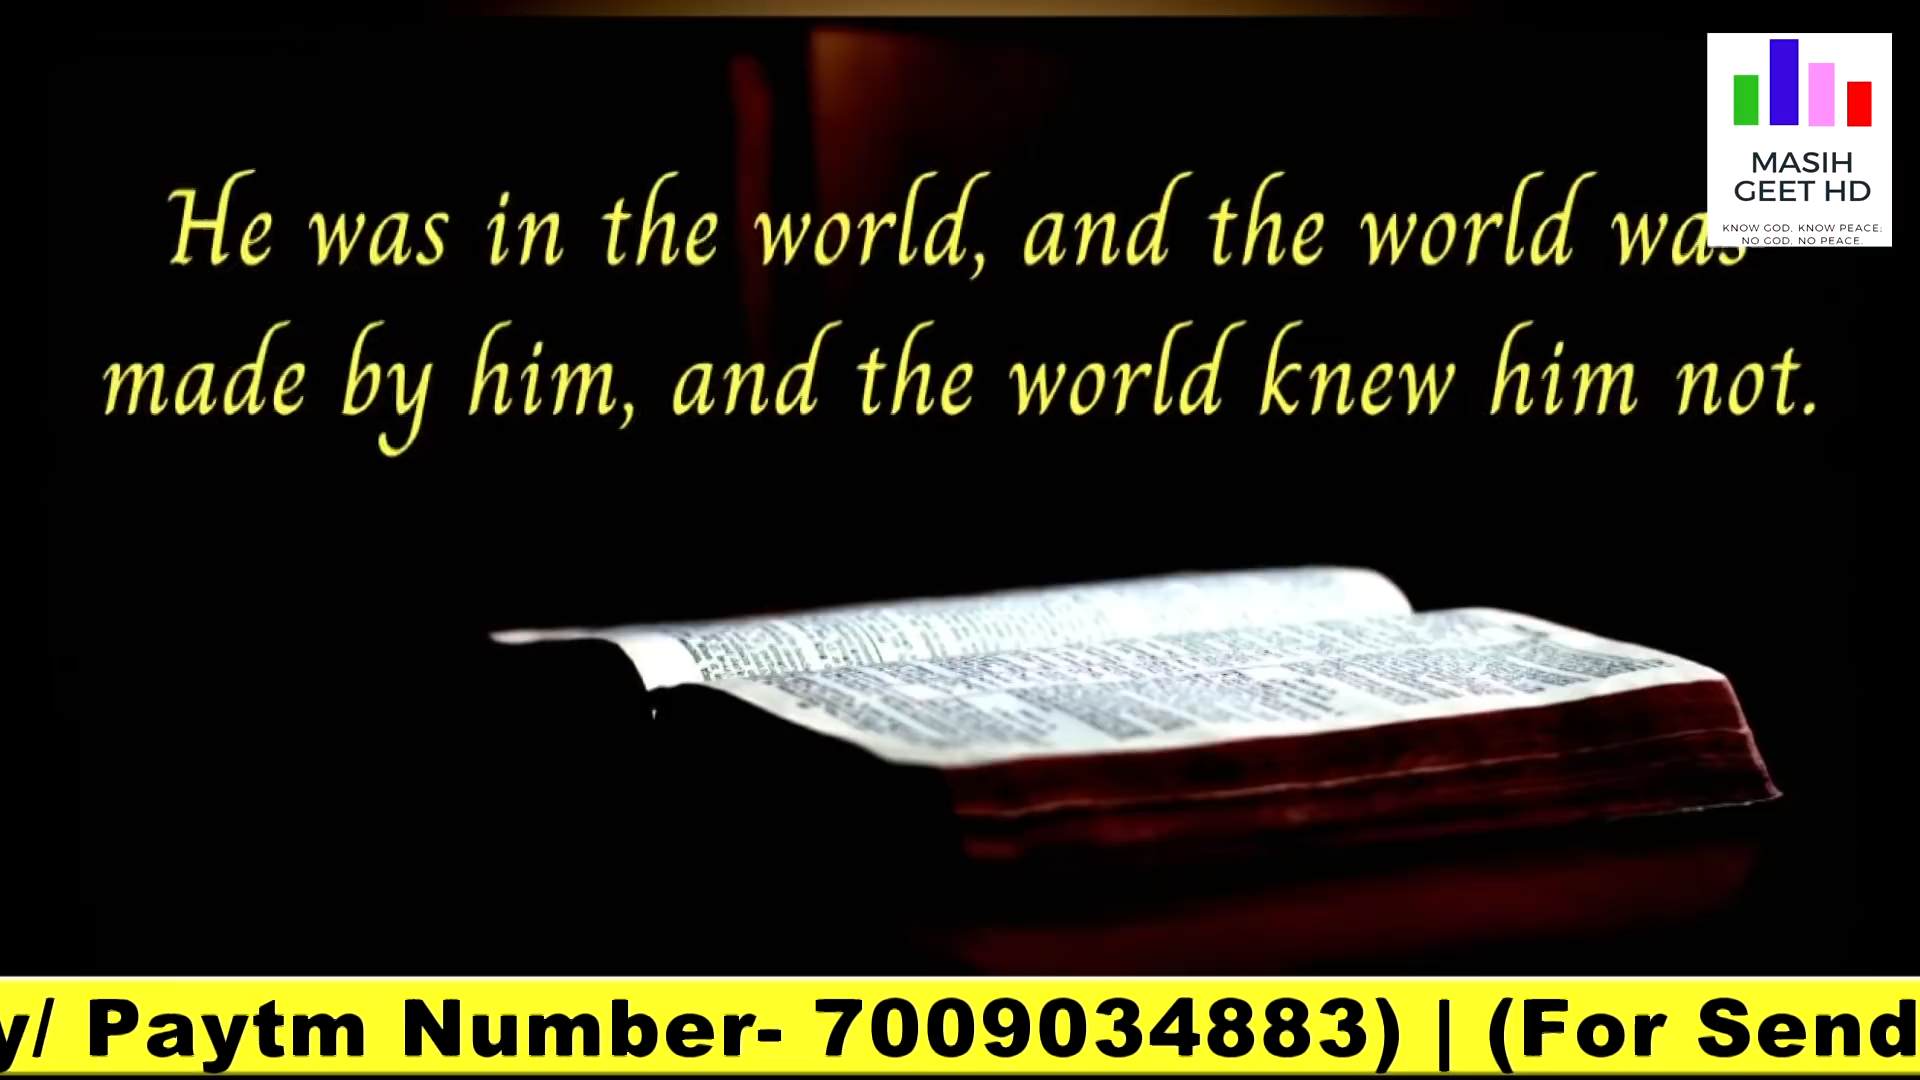 He was in the world, and the world was
made by him, and the world knew him not.
MASIH
GEET HD
KNOW GOD, KNOW PEACE;
NO GOD, NO PEACE.
y/ Paytm Number- 7009034883) | (For Send